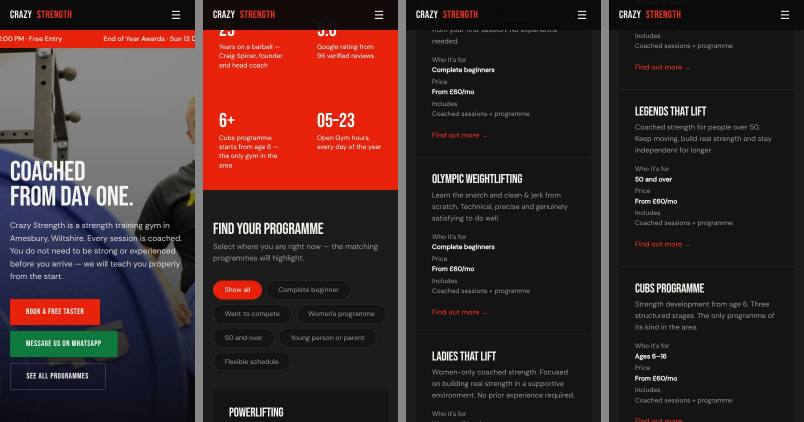 CRAZY STRENGTH
2:00 PM · Free Entry
End of Year Awards · Sun 13 D
COACHED
FROM DAY ONE.
Crazy Strength is a strength training gym in
Amesbury, Wiltshire. Every session is coached.
You do not need to be strong or experienced
before you arrive — we will teach you properly
from the start.
BOOK A FREE TASTER
MESSAGE US ON WHATSAPP
SEE ALL PROGRAMMES
CRAZY STRENGTH
25
Years on a barbell —
Craig Spicer, founder
and head coach
5.0
Google rating from
96 verified reviews
6+
Cubs programme
starts from age 6 —
the only gym in the
area
05–23
Open Gym hours,
every day of the year
FIND YOUR PROGRAMME
Select where you are right now — the matching
programmes will highlight.
Show all
Complete beginner
Want to compete
Women's programme
50 and over
Young person or parent
Flexible schedule
POWERLIFTING
CRAZY STRENGTH
from your first session. No experience
needed.
Who it's for
Complete beginners
Price
From £60/mo
Includes
Coached sessions + programme
Find out more →
OLYMPIC WEIGHTLIFTING
Learn the snatch and clean & jerk from
scratch. Technical, precise and genuinely
satisfying to do well.
Who it's for
Complete beginners
Price
From £60/mo
Includes
Coached sessions + programme
Find out more →
LADIES THAT LIFT
Women-only coached strength. Focused
on building real strength in a supportive
environment. No prior experience required.
Who it's for
CRAZY STRENGTH
Includes
Coached sessions + programme
Find out more →
LEGENDS THAT LIFT
Coached strength for people over 50.
Keep moving, build real strength and stay
independent for longer.
Who it's for
50 and over
Price
From £60/mo
Includes
Coached sessions + programme
Find out more →
CUBS PROGRAMME
Strength development from age 6. Three
structured stages. The only programme of
its kind in the area.
Who it's for
Ages 6–16
Price
From £60/mo
Includes
Coached sessions + programme
Find out more →